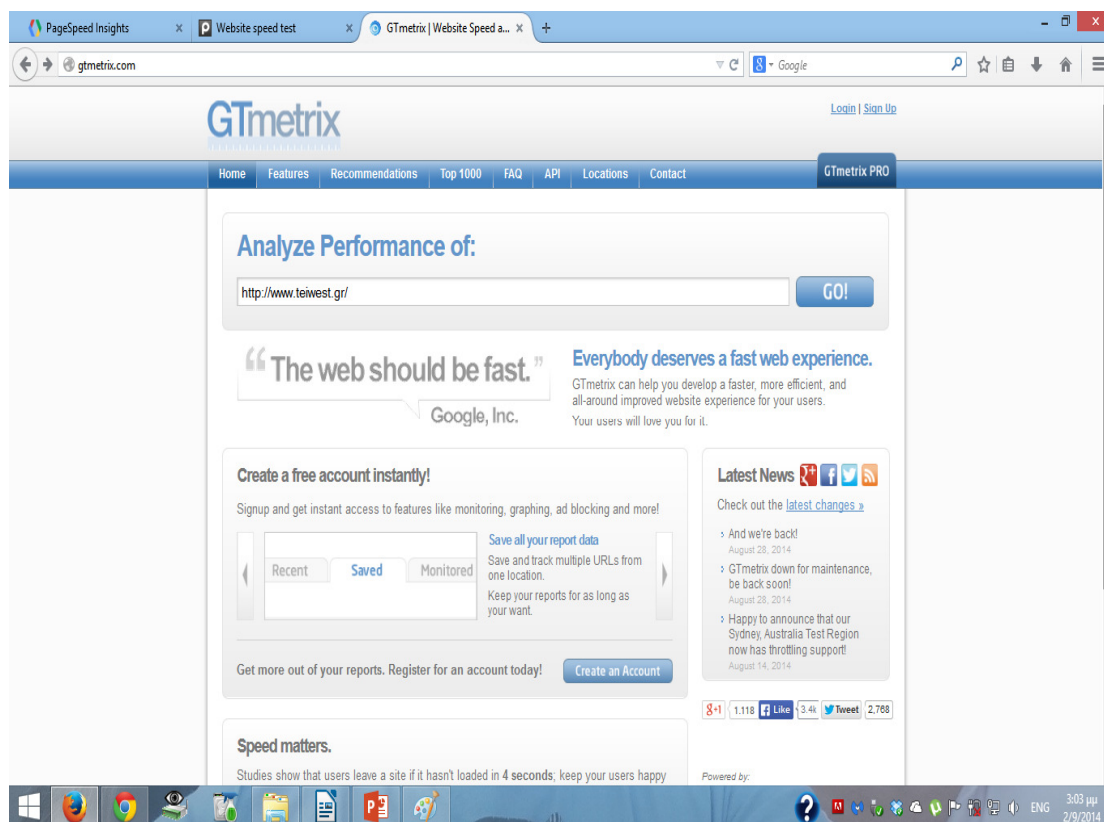 PageSpeed Insights
Website speed test
GTmetrix | Website Speed a...
gtmetrix.com
Google
GTmetrix
Login | Sign Up
Home Features Recommendations Top 1000 FAQ API Locations Contact GTmetrix PRO
Analyze Performance of:
http://www.teiwest.gr/ GO!
“The web should be fast.”
Google, Inc.
Everybody deserves a fast web experience.
GTmetrix can help you develop a faster, more efficient, and
all-around improved website experience for your users.
Your users will love you for it.
Create a free account instantly!
Signup and get instant access to features like monitoring, graphing, ad blocking and more!
Recent Saved Monitored
Save all your report data
Save and track multiple URLs from
one location.
Keep your reports for as long as
your want.
Get more out of your reports. Register for an account today! Create an Account
Latest News
Check out the latest changes »
And we're back!
August 28, 2014
GTmetrix down for maintenance,
be back soon!
August 28, 2014
Happy to announce that our
Sydney, Australia Test Region
now has throttling support!
August 14, 2014
g+1 1.118 Like 3.4k Tweet 2,768
Speed matters.
Studies show that users leave a site if it hasn't loaded in 4 seconds; keep your users happy
Powered by:
ENG
3:03 μμ
2/9/2014